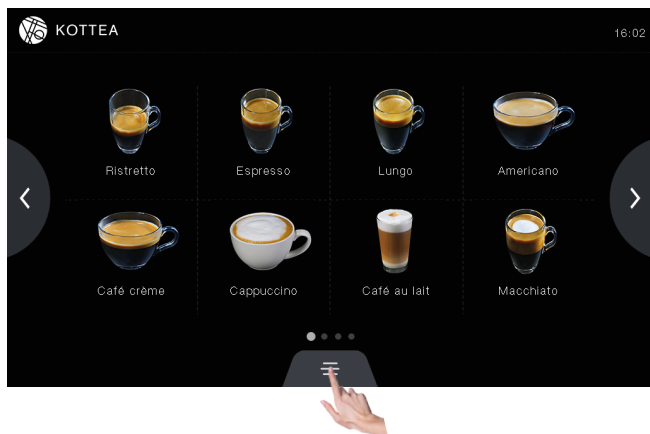 KOTTEA
16:02
Ristretto
Espresso
Lungo
Americano
Café crème
Cappuccino
Café au lait
Macchiato